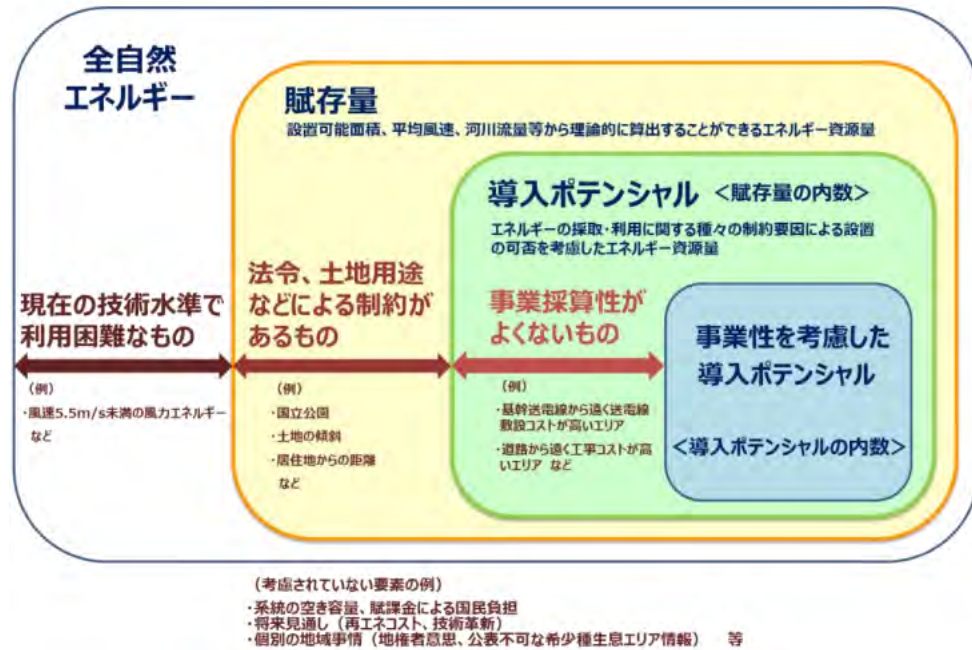 全自然
エネルギー
賦存量
設置可能面積、平均風速、河川流量等から理論的に算出することができるエネルギー資源量
導入ポテンシャル <賦存量の内数>
エネルギーの採取・利用に関する種々の制約要因による設置
の可否を考慮したエネルギー資源量
現在の技術水準で
利用困難なもの
(例)
・風速5.5m/s未満の風力エネルギー
など
法令、土地用途
などによる制約が
あるもの
(例)
・国立公園
・土地の傾斜
・居住地からの距離
など
事業採算性が
よくないもの
(例)
・基幹送電線から遠く送電線
敷設コストが高いエリア
・道路から遠く工事コストが高
いエリア など
事業性を考慮した
導入ポテンシャル
<導入ポテンシャルの内数>
(考慮されていない要素の例)
・系統の空き容量、賦課金による国民負担
・将来見通し(再エネコスト、技術革新)
・個別の地域事情(地権者意思、公表不可な希少種生息エリア情報) 等